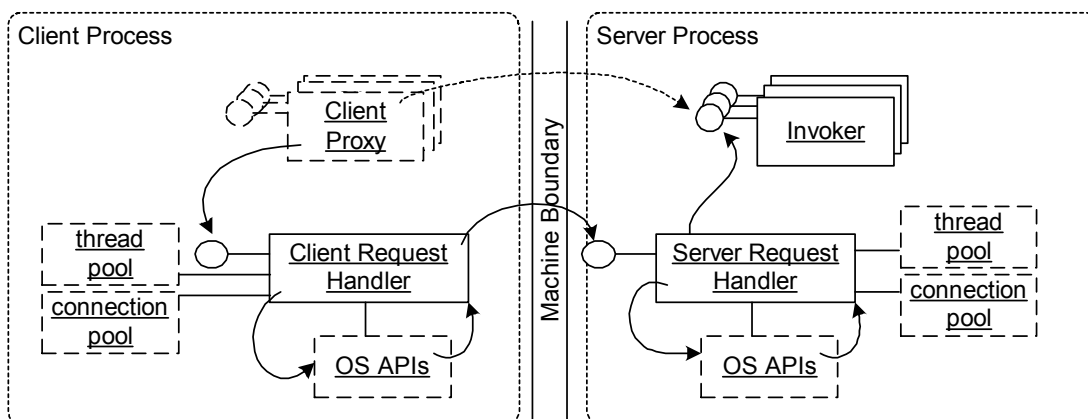 Client Process
Server Process
Client
Proxy
Invoker
Machine Boundary
thread
pool
connection
pool
Client Request
Handler
OS APIs
Server Request
Handler
OS APIs
thread
pool
connection
pool